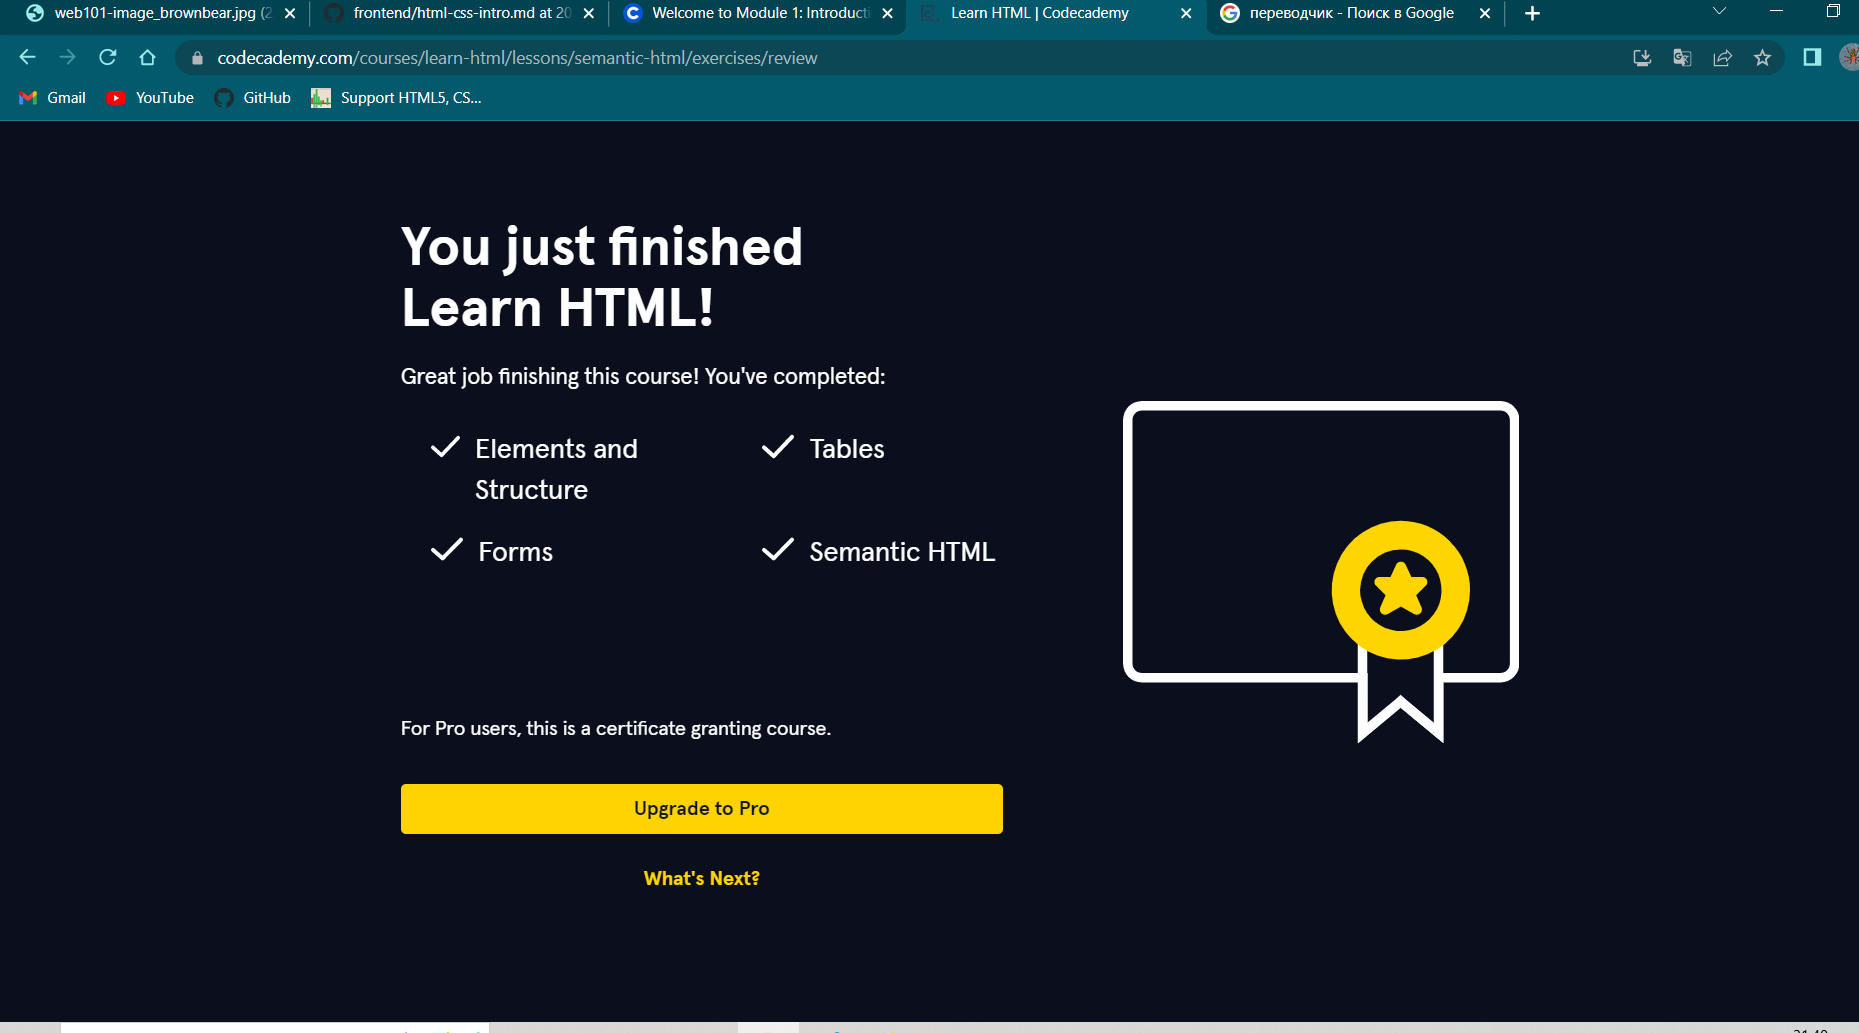 web101-image_brownbear.jpg (2
frontend/html-css-intro.md at 20
Welcome to Module 1: Introducti
Learn HTML | Codecademy
переводчик - Поиск в Google
codecademy.com/courses/learn-html/lessons/semantic-html/exercises/review
Gmail
YouTube
GitHub
Support HTML5, CS...
You just finished
Learn HTML!
Great job finishing this course! You've completed:
Elements and
Structure
Tables
Forms
Semantic HTML
For Pro users, this is a certificate granting course.
Upgrade to Pro
What's Next?